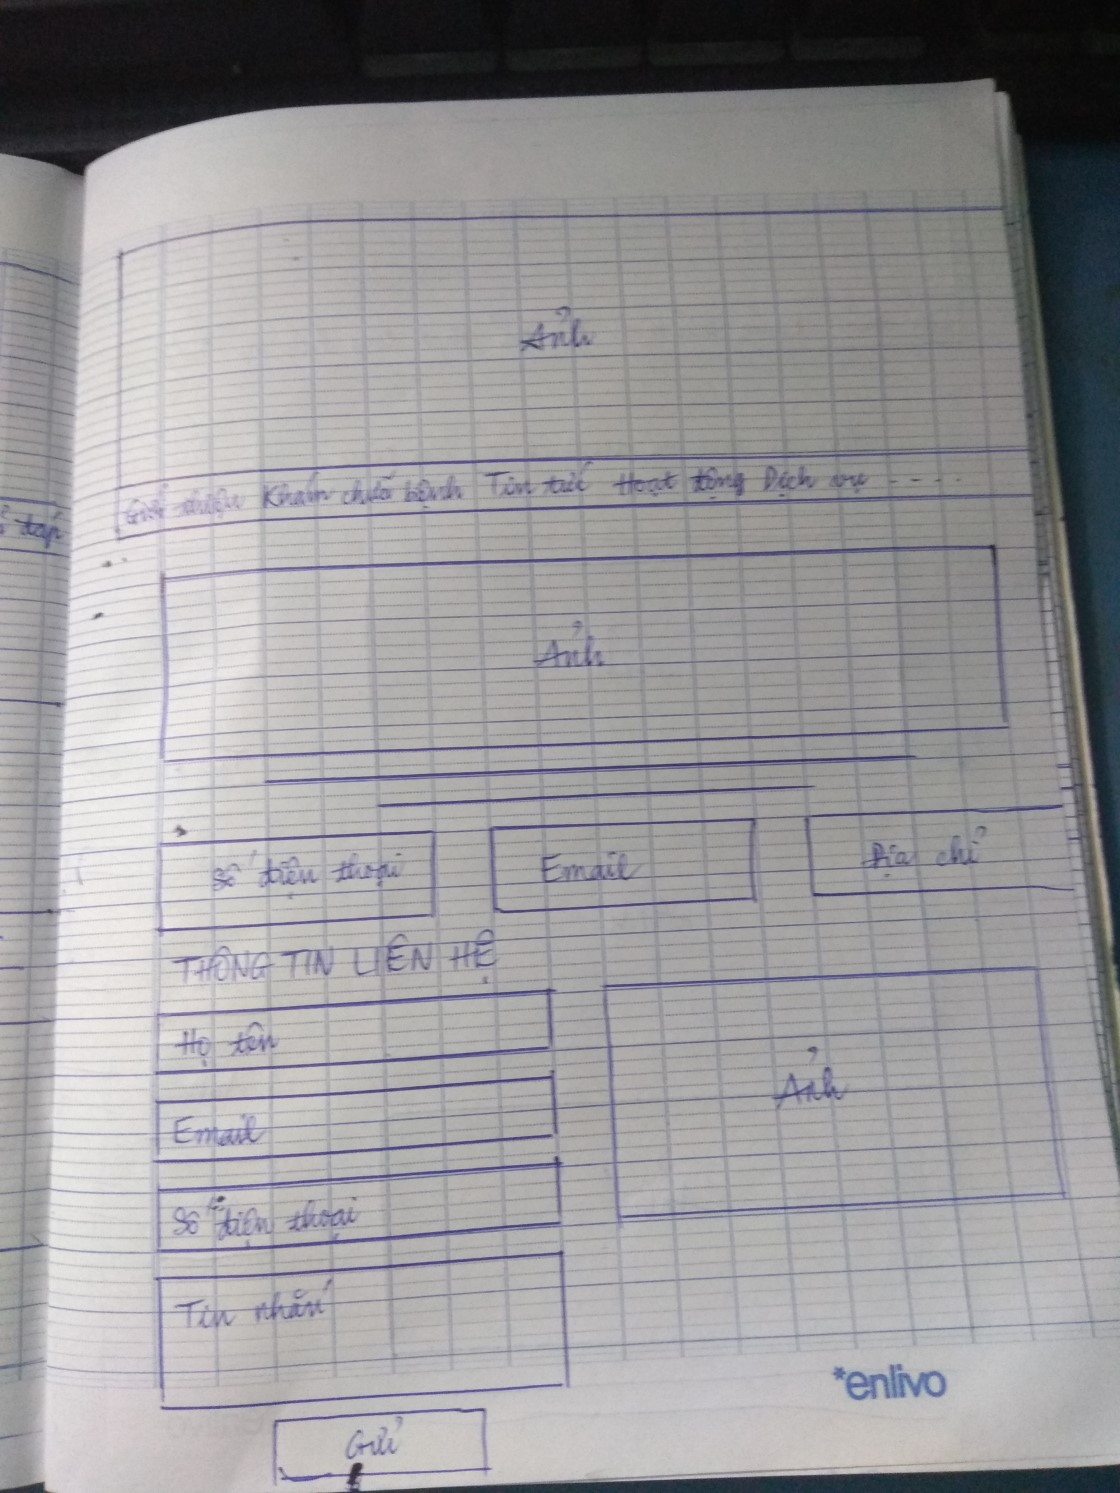 Ảnh
Giới thiệu Khám chữa bệnh Tin tức Hoạt động Dịch vụ - - - -
Ảnh
Số điện thoại Email Địa chỉ
THÔNG TIN LIÊN HỆ
Họ tên
Email
Ảnh
Số điện thoại
Tin nhắn
*enlivo
Gửi